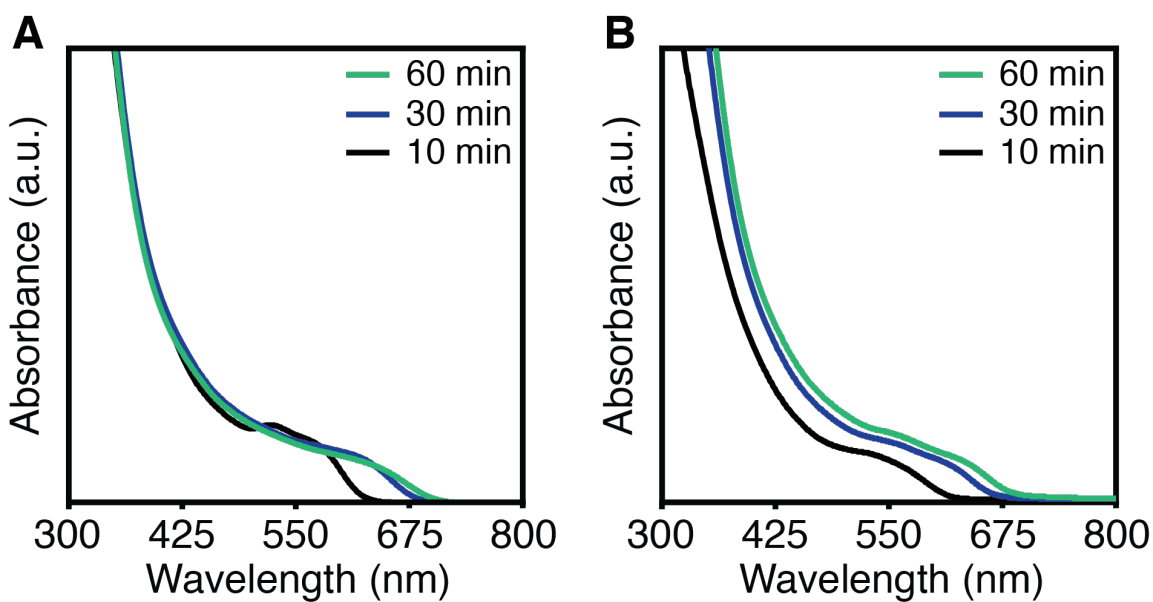 A
Absorbance (a.u.)
60 min
30 min
10 min
300 425 550 675 800
Wavelength (nm)
B
Absorbance (a.u.)
60 min
30 min
10 min
300 425 550 675 800
Wavelength (nm)